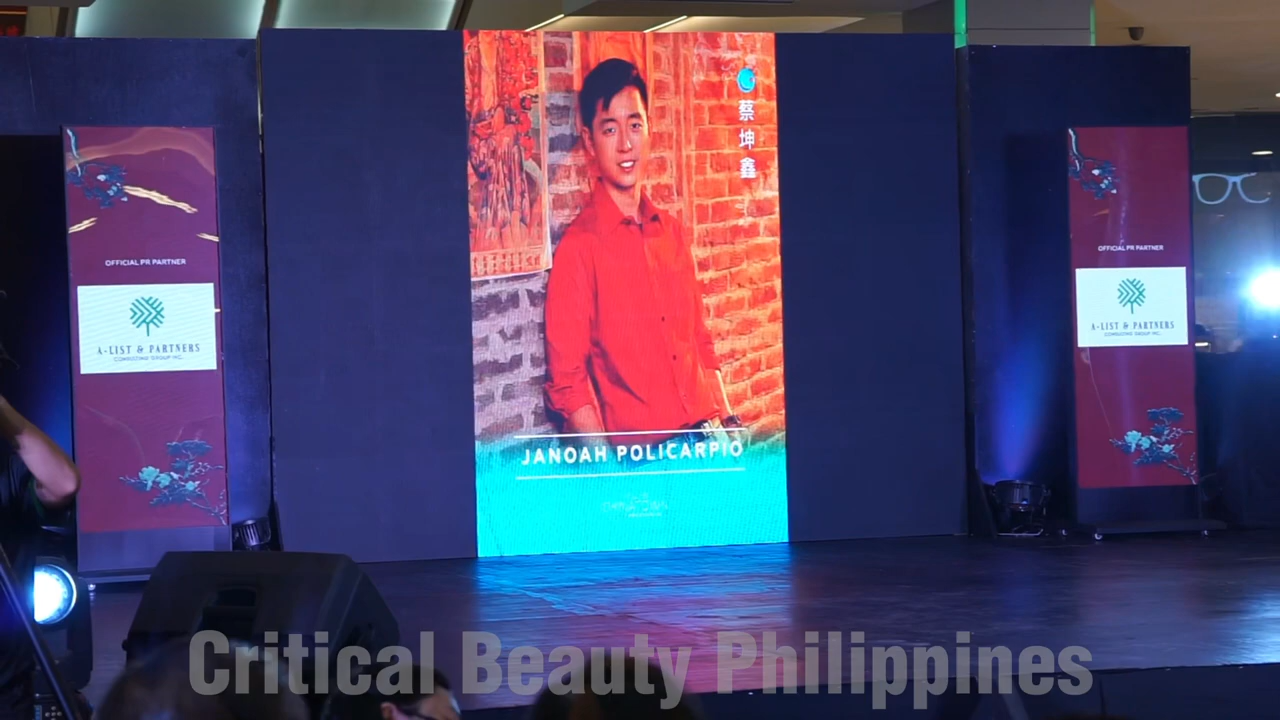 蔡坤鑫
JANOAH POLICARPIO
OFFICIAL PR PARTNER
A-LIST & PARTNERS
CONSULTING GROUP INC.
OFFICIAL PR PARTNER
A-LIST & PARTNERS
CONSULTING GROUP INC.
Critical Beauty Philippines